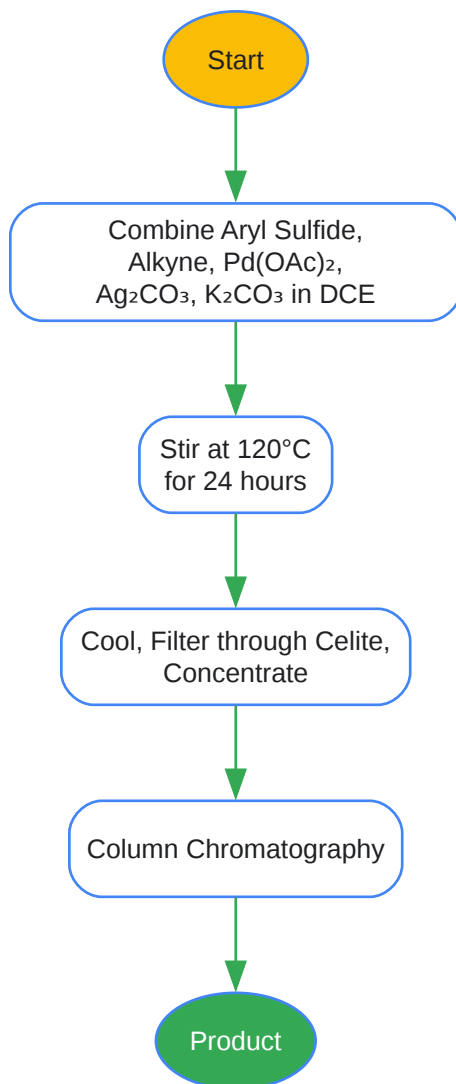 Start
Combine Aryl Sulfide,
Alkyne, Pd(OAc)₂,
Ag₂CO₃, K₂CO₃ in DCE
Stir at 120°C
for 24 hours
Cool, Filter through Celite,
Concentrate
Column Chromatography
Product